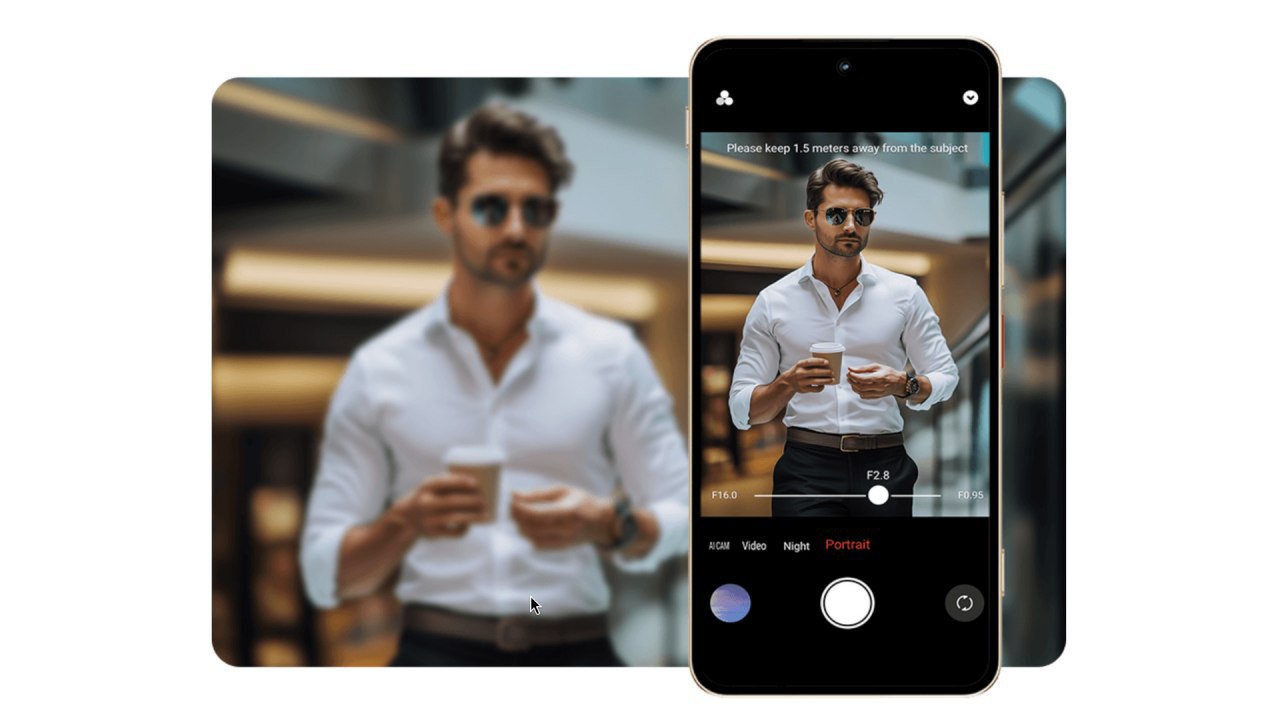 Please keep 1.5 meters away from the subject
F2.8
F16.0 F0.95
AI CAM Video Night Portrait